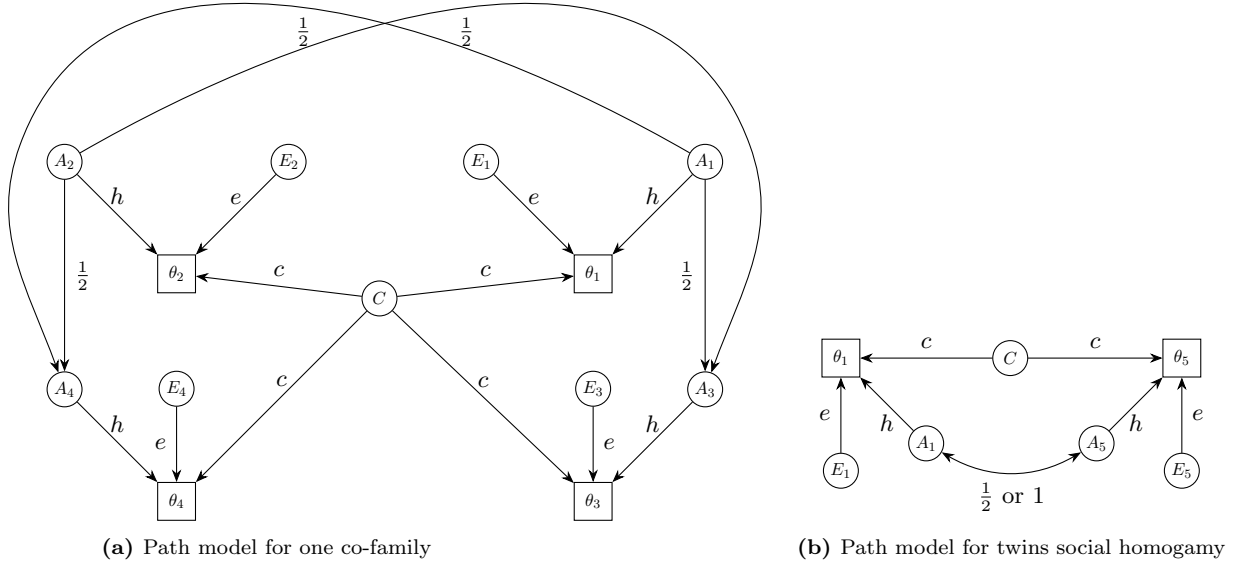 1/2 1/2
A₂ E₂ E₁ A₁
h e e h
θ₂ c c θ₁
1/2 C 1/2
A₄ E₄ c c E₃ A₃
h e e h
θ₄ θ₃
(a) Path model for one co-family
θ₁ c C c θ₅
e h h e
A₁ A₅
E₁ E₅
1/2 or 1
(b) Path model for twins social homogamy